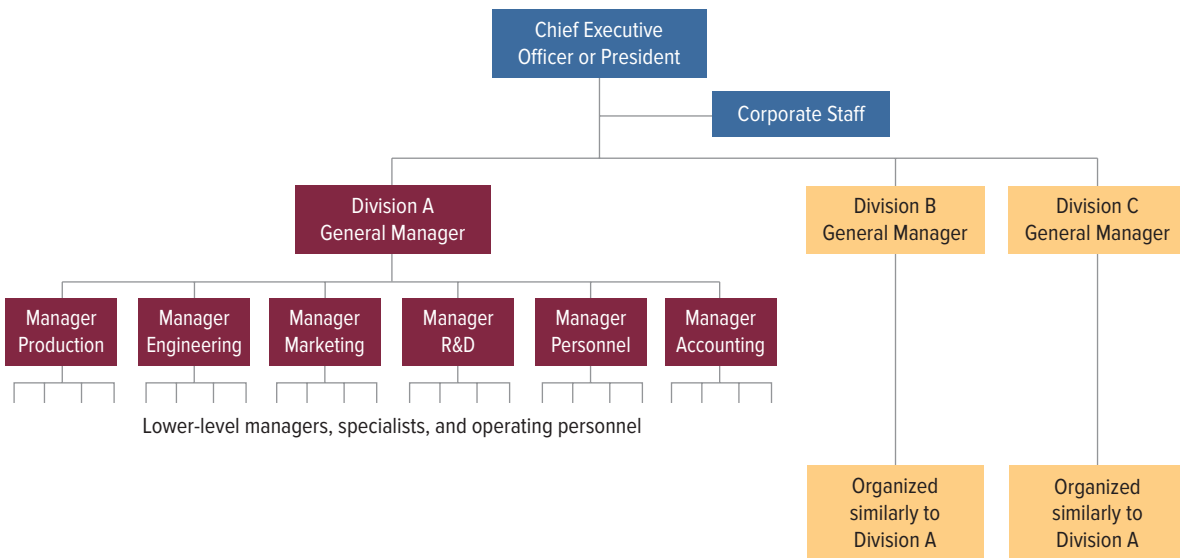 Chief Executive
Officer or President
Corporate Staff
Division A
General Manager
Division B
General Manager
Division C
General Manager
Manager
Production
Manager
Engineering
Manager
Marketing
Manager
R&D
Manager
Personnel
Manager
Accounting
Lower-level managers, specialists, and operating personnel
Organized
similarly to
Division A
Organized
similarly to
Division A